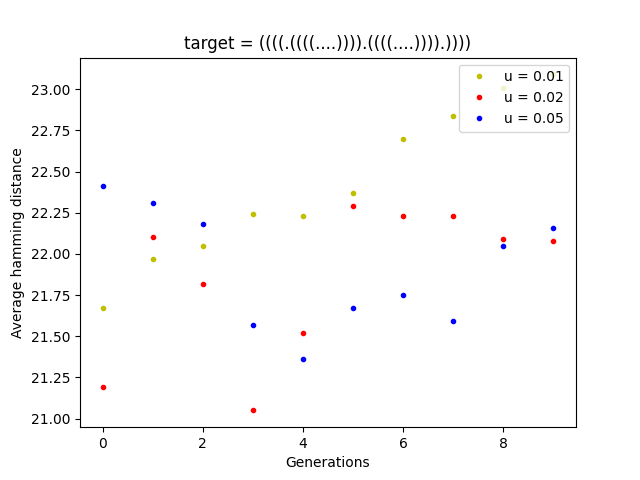 target = ((((.((((....)))).((((....)))).))))
23.00
22.75
22.50
22.25
22.00
21.75
21.50
21.25
21.00
Average hamming distance
u = 0.01
u = 0.02
u = 0.05
0
2
4
6
8
Generations